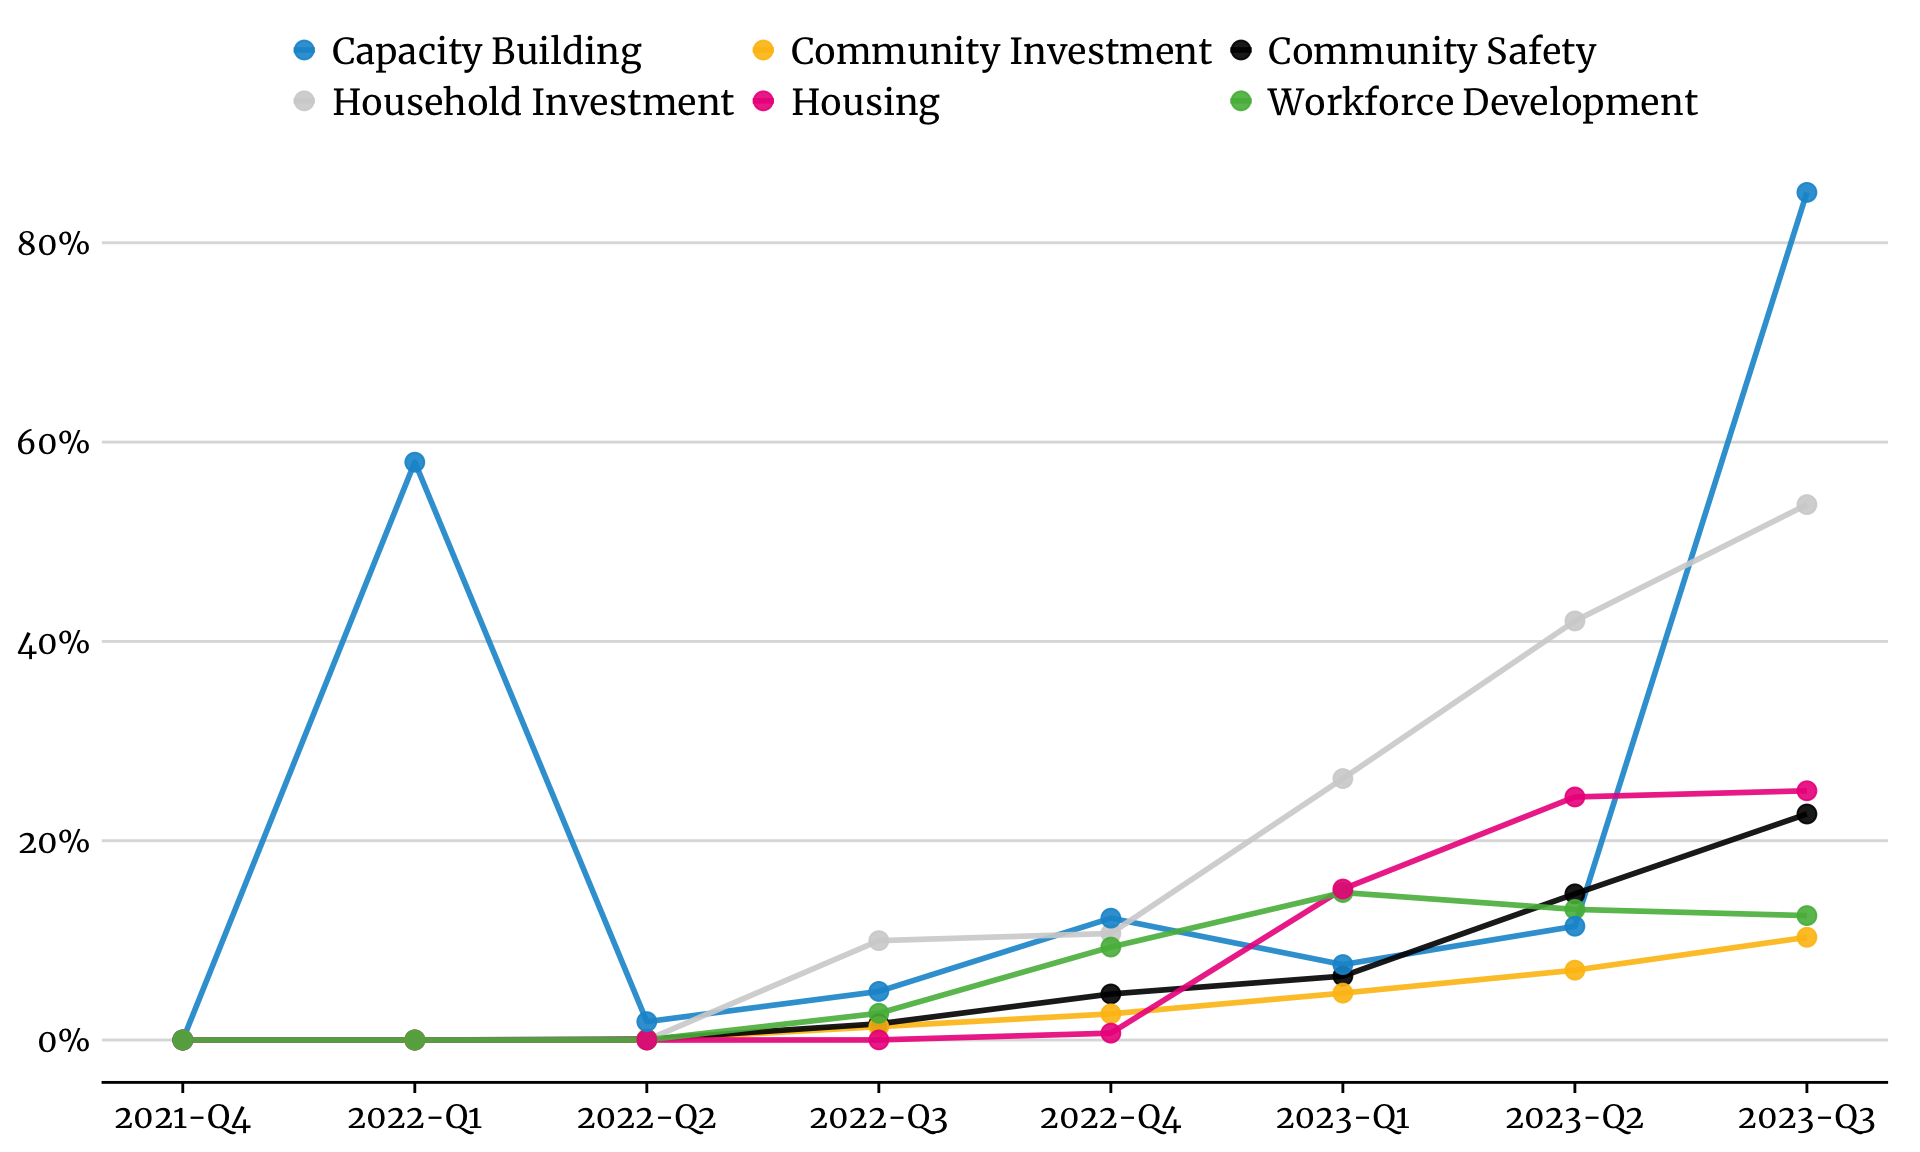 Capacity Building Community Investment Community Safety
Household Investment Housing Workforce Development
80%
60%
40%
20%
0%
2021-Q4 2022-Q1 2022-Q2 2022-Q3 2022-Q4 2023-Q1 2023-Q2 2023-Q3